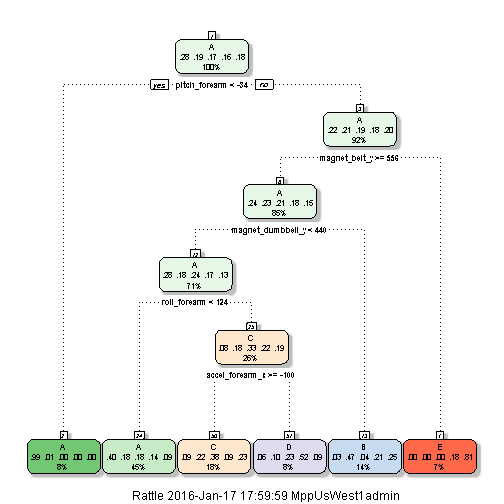 1
A
.28 .19 .17 .16 .18
100%
yes pitch_forearm < -34 no
3
A
.22 .21 .19 .18 .20
92%
magnet_belt_y >= 556
6
A
.24 .23 .21 .18 .15
85%
magnet_dumbbell_y < 440
12
A
.28 .18 .24 .17 .13
71%
roll_forearm < 124
25
C
.08 .18 .33 .22 .19
26%
accel_forearm_x >= -100
2
A
.99 .01 .00 .00 .00
8%
24
A
.40 .18 .18 .14 .09
45%
50
C
.09 .22 .38 .09 .23
18%
51
D
.06 .10 .23 .52 .09
8%
13
B
.03 .47 .04 .21 .25
14%
7
E
.00 .00 .00 .18 .81
7%
Rattle 2016-Jan-17 17:59:59 MppUsWest1admin